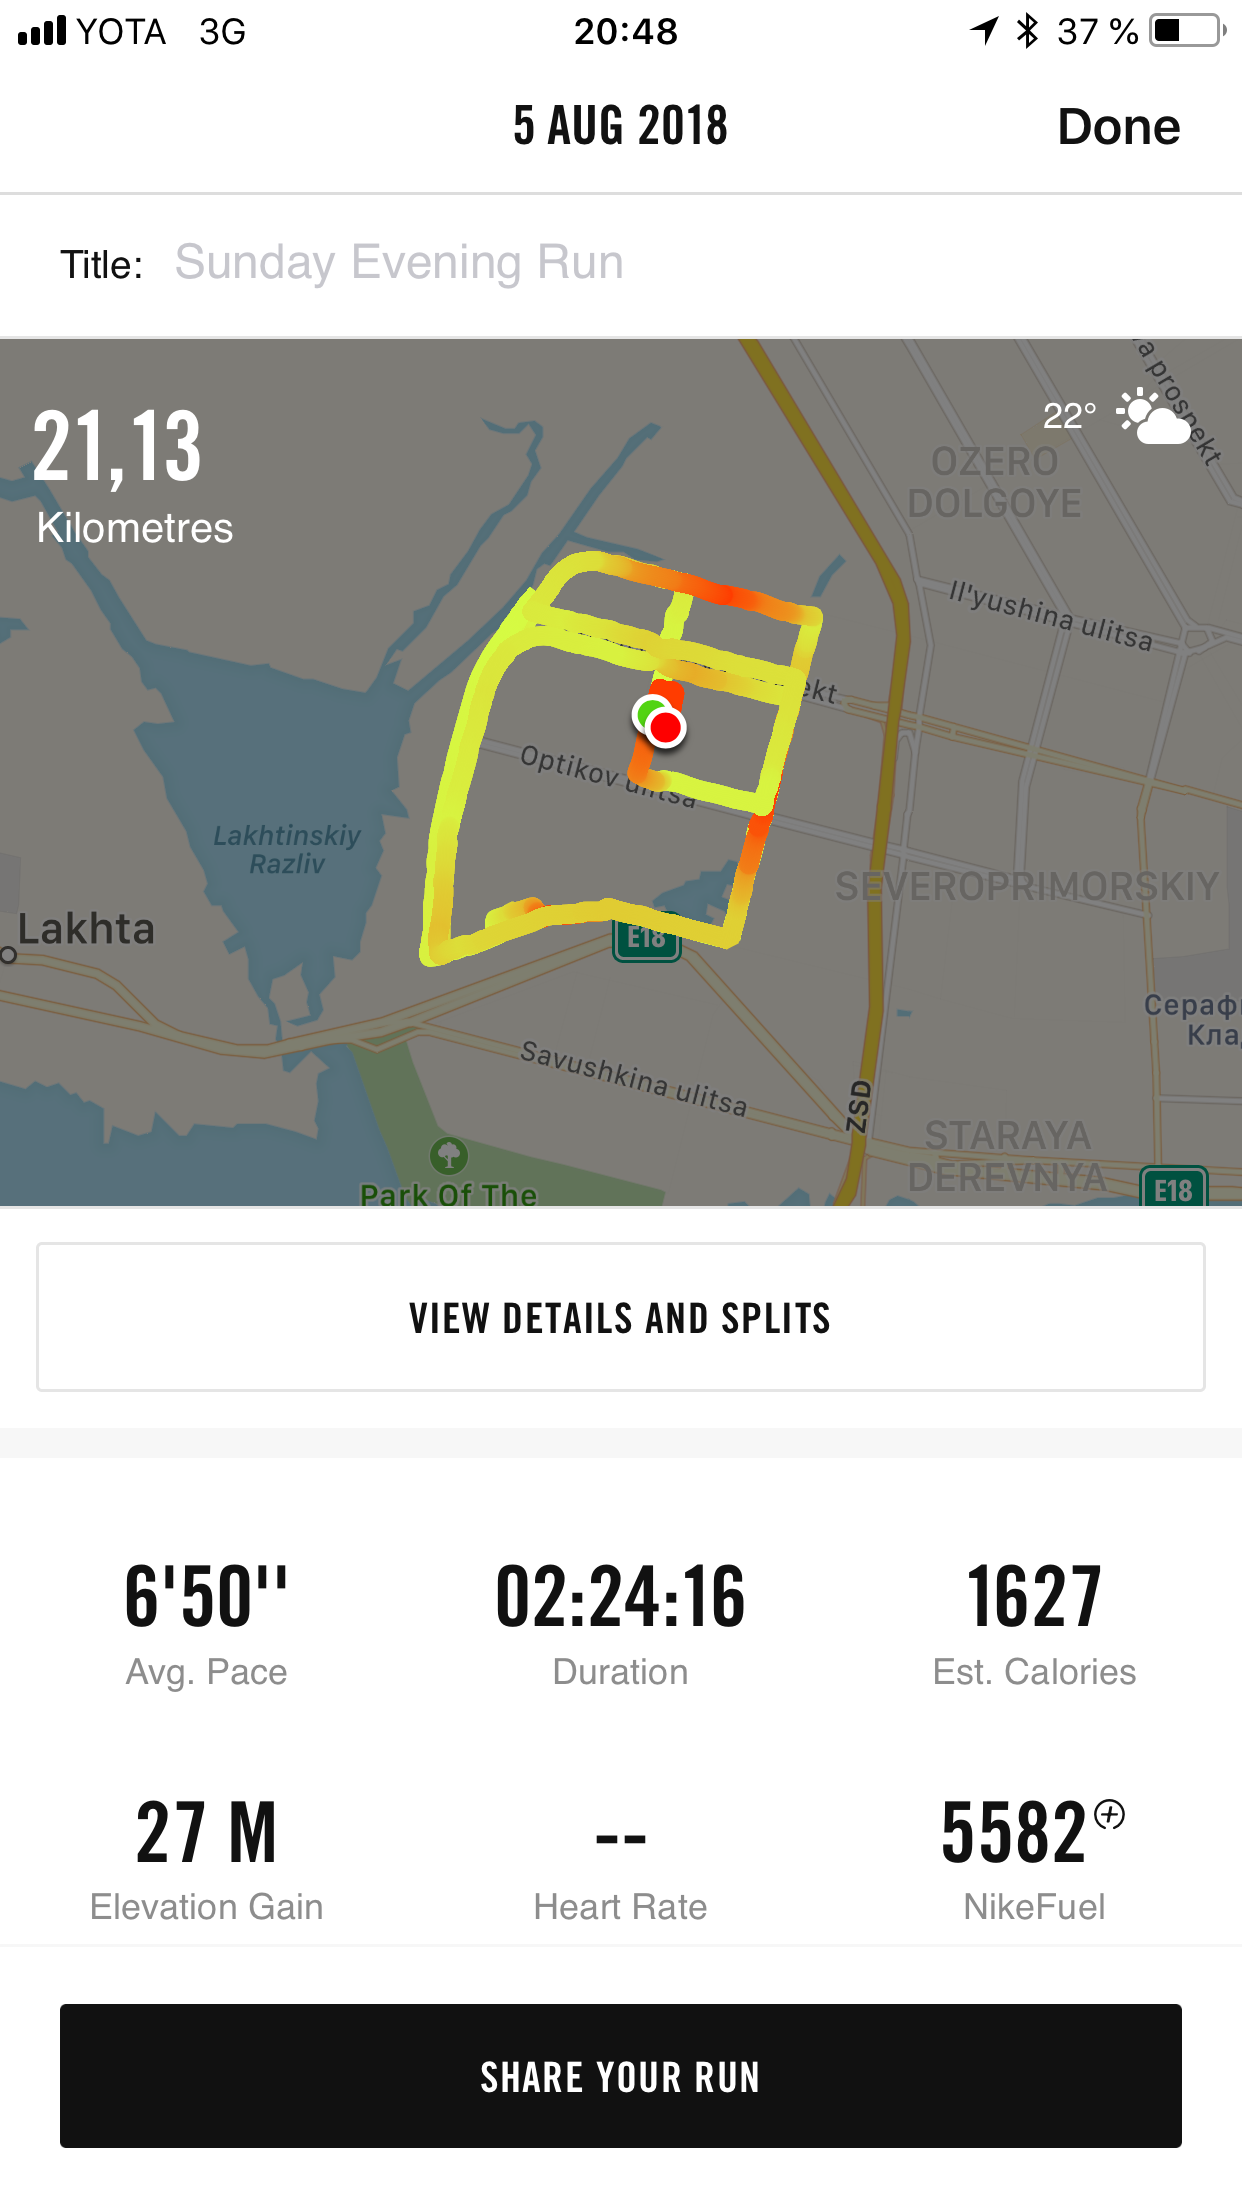 YOTA 3G 20:48 37 %
5 AUG 2018 Done
Title: Sunday Evening Run
21,13
Kilometres
22°
a prospekt
OZERO
DOLGOYE
Il'yushina ulitsa
ekt
Optikov ulitsa
Lakhtinskiy
Razliv
SEVEROPRIMORSKIY
Lakhta
E18
Сераф
Кла
Savushkina ulitsa
ZSD
STARAYA
DEREVNYA
E18
Park Of The
VIEW DETAILS AND SPLITS
6'50'' 02:24:16 1627
Avg. Pace Duration Est. Calories
27 M -- 5582
Elevation Gain Heart Rate NikeFuel
SHARE YOUR RUN